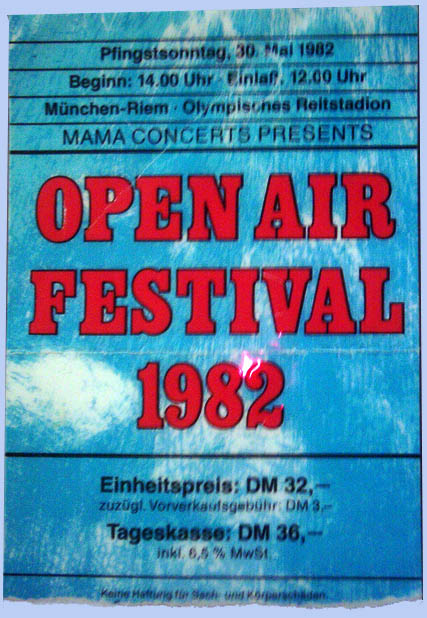 Pfingstsonntag, 30. Mai 1982
Beginn: 14.00 Uhr · Einlaß: 12.00 Uhr
München-Riem · Olympisches Reitstadion
MAMA CONCERTS PRESENTS
OPEN AIR
FESTIVAL
1982
Einheitspreis: DM 32,–
zuzügl. Vorverkaufsgebühr: DM 3,–
Tageskasse: DM 36,–
inkl. 6,5 % MwSt.
Keine Haftung für Sach- und Körperschäden.